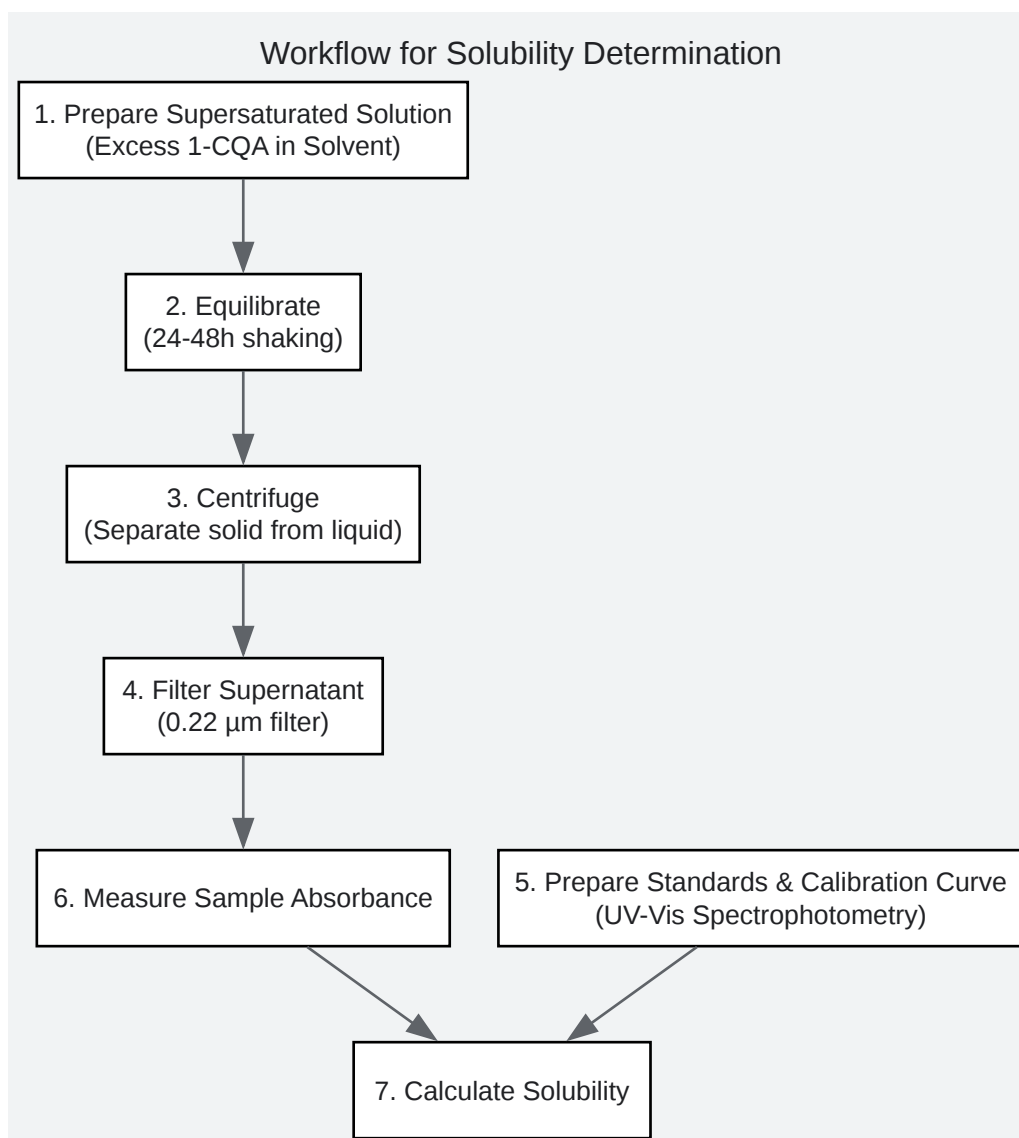 Workflow for Solubility Determination
1. Prepare Supersaturated Solution
(Excess 1-CQA in Solvent)
2. Equilibrate
(24-48h shaking)
3. Centrifuge
(Separate solid from liquid)
4. Filter Supernatant
(0.22 µm filter)
6. Measure Sample Absorbance
5. Prepare Standards & Calibration Curve
(UV-Vis Spectrophotometry)
7. Calculate Solubility